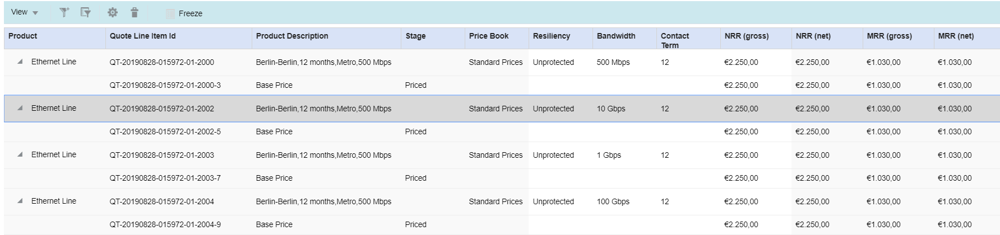 View Freeze
Product Quote Line Item Id Product Description Stage Price Book Resiliency Bandwidth Contact Term NRR (gross) NRR (net) MRR (gross) MRR (net)
Ethernet Line QT-20190828-015972-01-2000 Berlin-Berlin,12 months,Metro,500 Mbps Standard Prices Unprotected 500 Mbps 12 €2.250,00 €2.250,00 €1.030,00 €1.030,00
QT-20190828-015972-01-2000-3 Base Price Priced €2.250,00 €2.250,00 €1.030,00 €1.030,00
Ethernet Line QT-20190828-015972-01-2002 Berlin-Berlin,12 months,Metro,500 Mbps Standard Prices Unprotected 10 Gbps 12 €2.250,00 €2.250,00 €1.030,00 €1.030,00
QT-20190828-015972-01-2002-5 Base Price Priced €2.250,00 €2.250,00 €1.030,00 €1.030,00
Ethernet Line QT-20190828-015972-01-2003 Berlin-Berlin,12 months,Metro,500 Mbps Standard Prices Unprotected 1 Gbps 12 €2.250,00 €2.250,00 €1.030,00 €1.030,00
QT-20190828-015972-01-2003-7 Base Price Priced €2.250,00 €2.250,00 €1.030,00 €1.030,00
Ethernet Line QT-20190828-015972-01-2004 Berlin-Berlin,12 months,Metro,500 Mbps Standard Prices Unprotected 100 Gbps 12 €2.250,00 €2.250,00 €1.030,00 €1.030,00
QT-20190828-015972-01-2004-9 Base Price Priced €2.250,00 €2.250,00 €1.030,00 €1.030,00